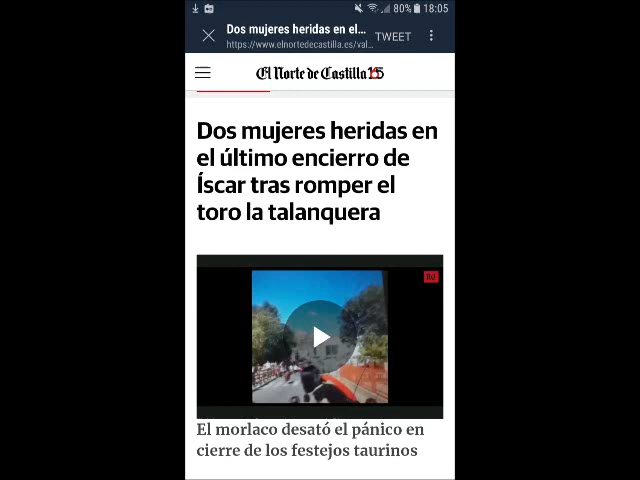 80% 18:05
Dos mujeres heridas en el...
https://www.elnortedecastilla.es/val...
TWEET
El Norte de Castilla 165
Dos mujeres heridas en
el último encierro de
Íscar tras romper el
toro la talanquera
El morlaco desató el pánico en
cierre de los festejos taurinos